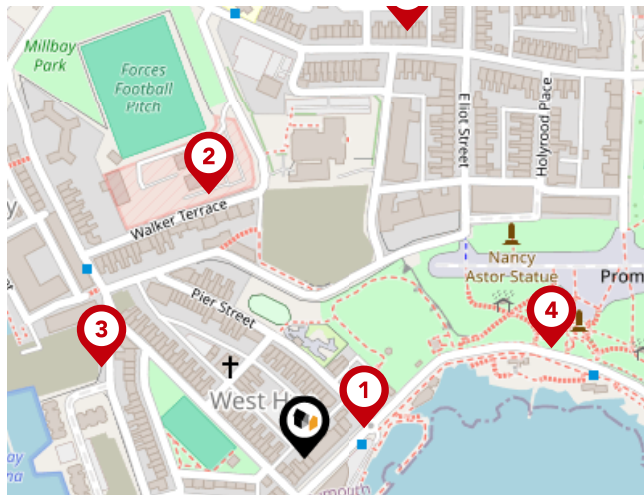 Millbay
Park
Forces
Football
Pitch
2
Eliot Street
Holyrood Place
Walker Terrace
Nancy
Astor Statue
Prom
Pier Street
3
4
1
West H